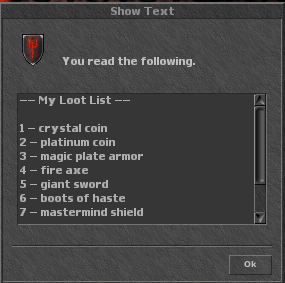 Show Text
You read the following.
-- My Loot List --
1 - crystal coin
2 - platinum coin
3 - magic plate armor
4 - fire axe
5 - giant sword
6 - boots of haste
7 - mastermind shield
Ok